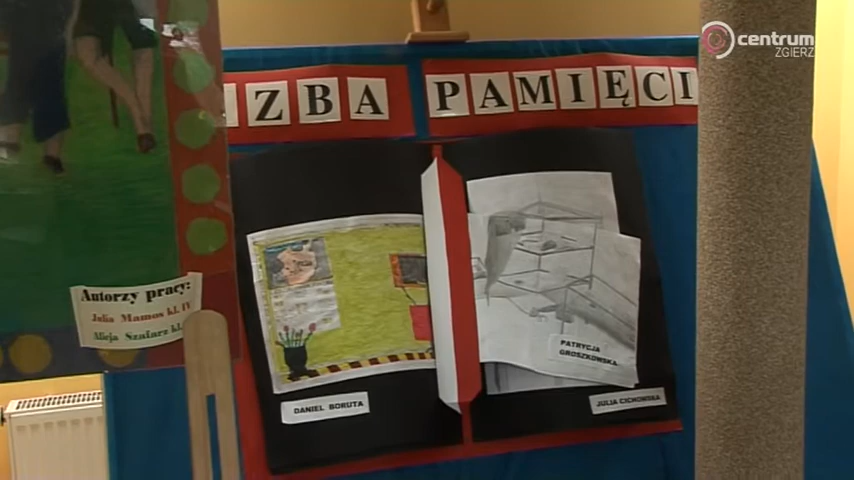 centrum
ZGIERZ
IZBA PAMIĘCI
Autorzy pracy:
Julia Mamos kl. IV
Alicja Szafarz kl.
PATRYCJA
GROSZKOWSKA
DANIEL BORUTA
JULIA CICHOWSKA